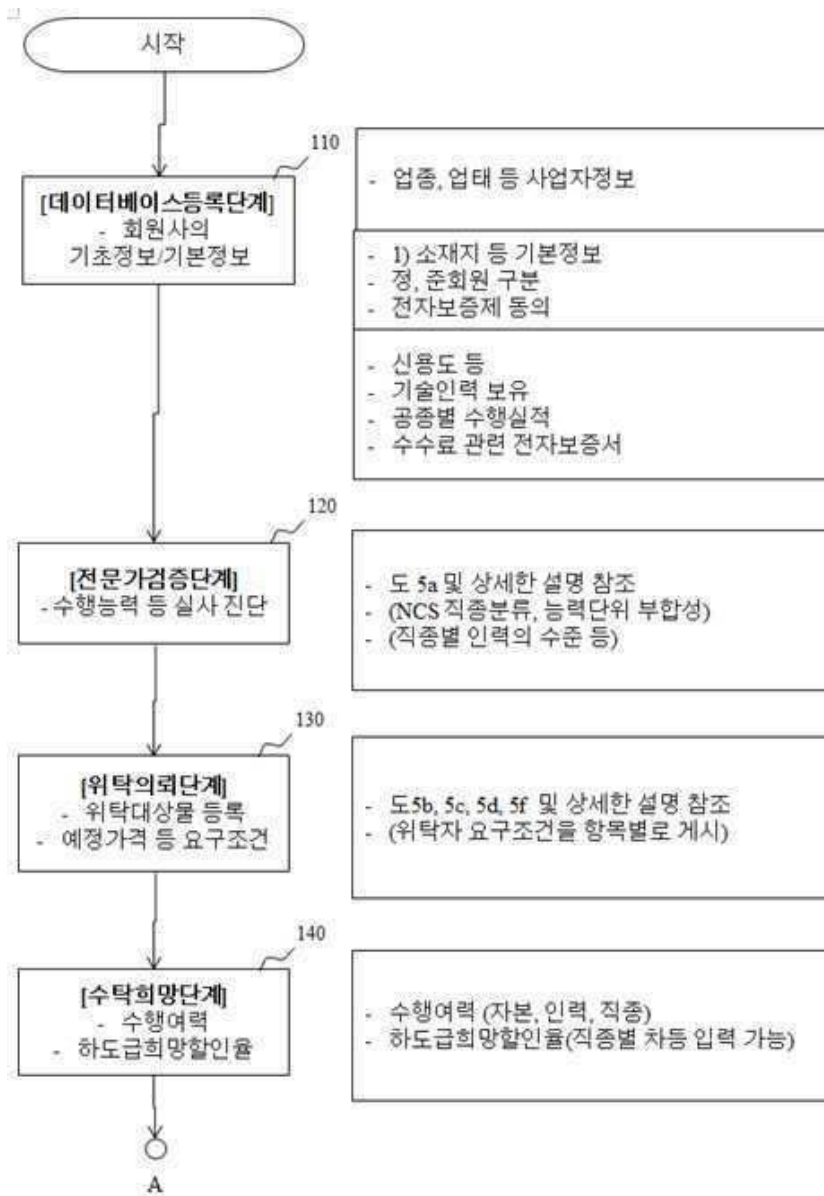 시작
110
[데이터베이스등록단계]
- 회원사의
기초정보/기본정보
- 업종, 업태 등 사업자정보
- 1) 소재지 등 기본정보
- 정, 준회원 구분
- 전자보증제 동의
- 신용도 등
- 기술인력 보유
- 공종별 수행실적
- 수수료 관련 전자보증서
120
[전문가검증단계]
- 수행능력 등 실사 진단
- 도 5a 및 상세한 설명 참조
- (NCS 직종분류, 능력단위 부합성)
- (직종별 인력의 수준 등)
130
[위탁의뢰단계]
- 위탁대상물 등록
- 예정가격 등 요구조건
- 도5b, 5c, 5d, 5f 및 상세한 설명 참조
- (위탁자 요구조건을 항목별로 게시)
140
[수탁희망단계]
- 수행여력
- 하도급희망할인율
- 수행여력 (자본, 인력, 직종)
- 하도급희망할인율(직종별 차등 입력 가능)
A